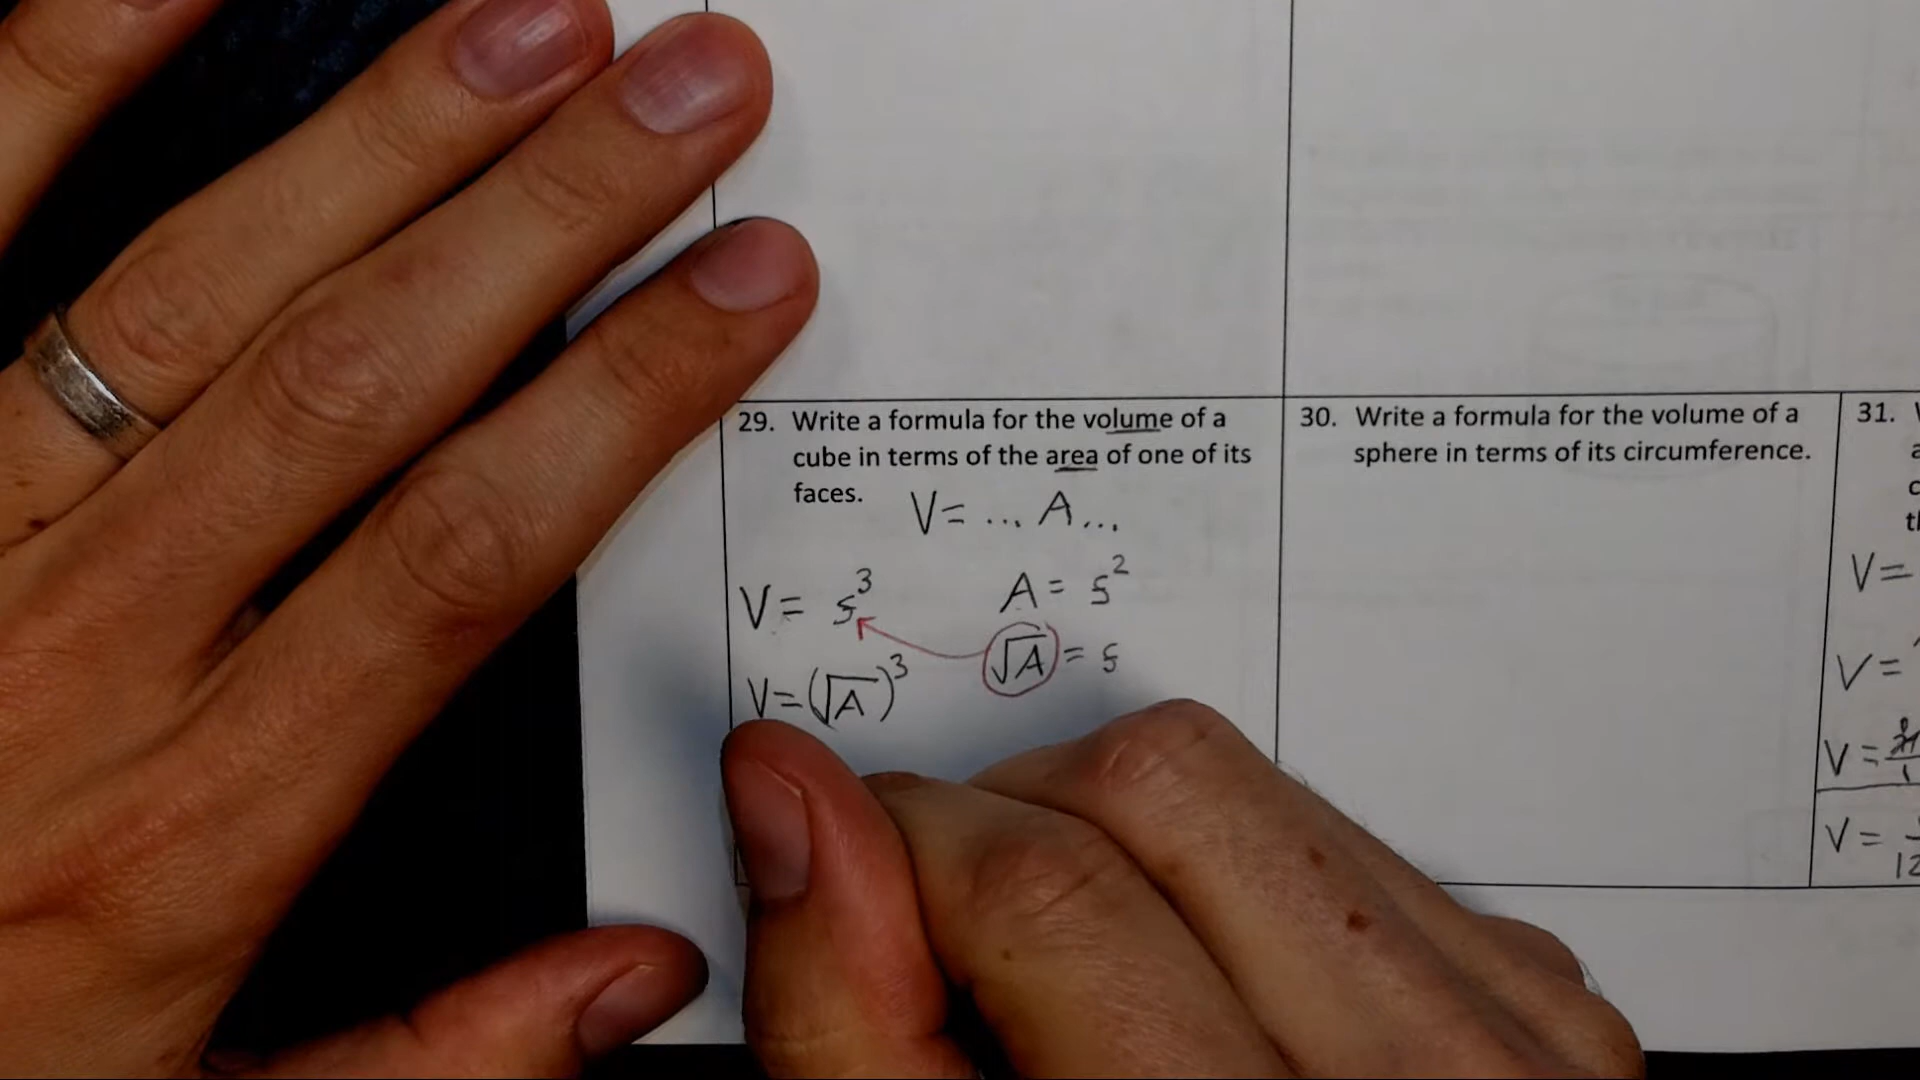 29. Write a formula for the volume of a
cube in terms of the area of one of its
faces.
V = ... A ...
V = s³
A = s²
√A = s
V = (√A)³
30. Write a formula for the volume of a
sphere in terms of its circumference.
31.
V =
V =
V =
V =
12